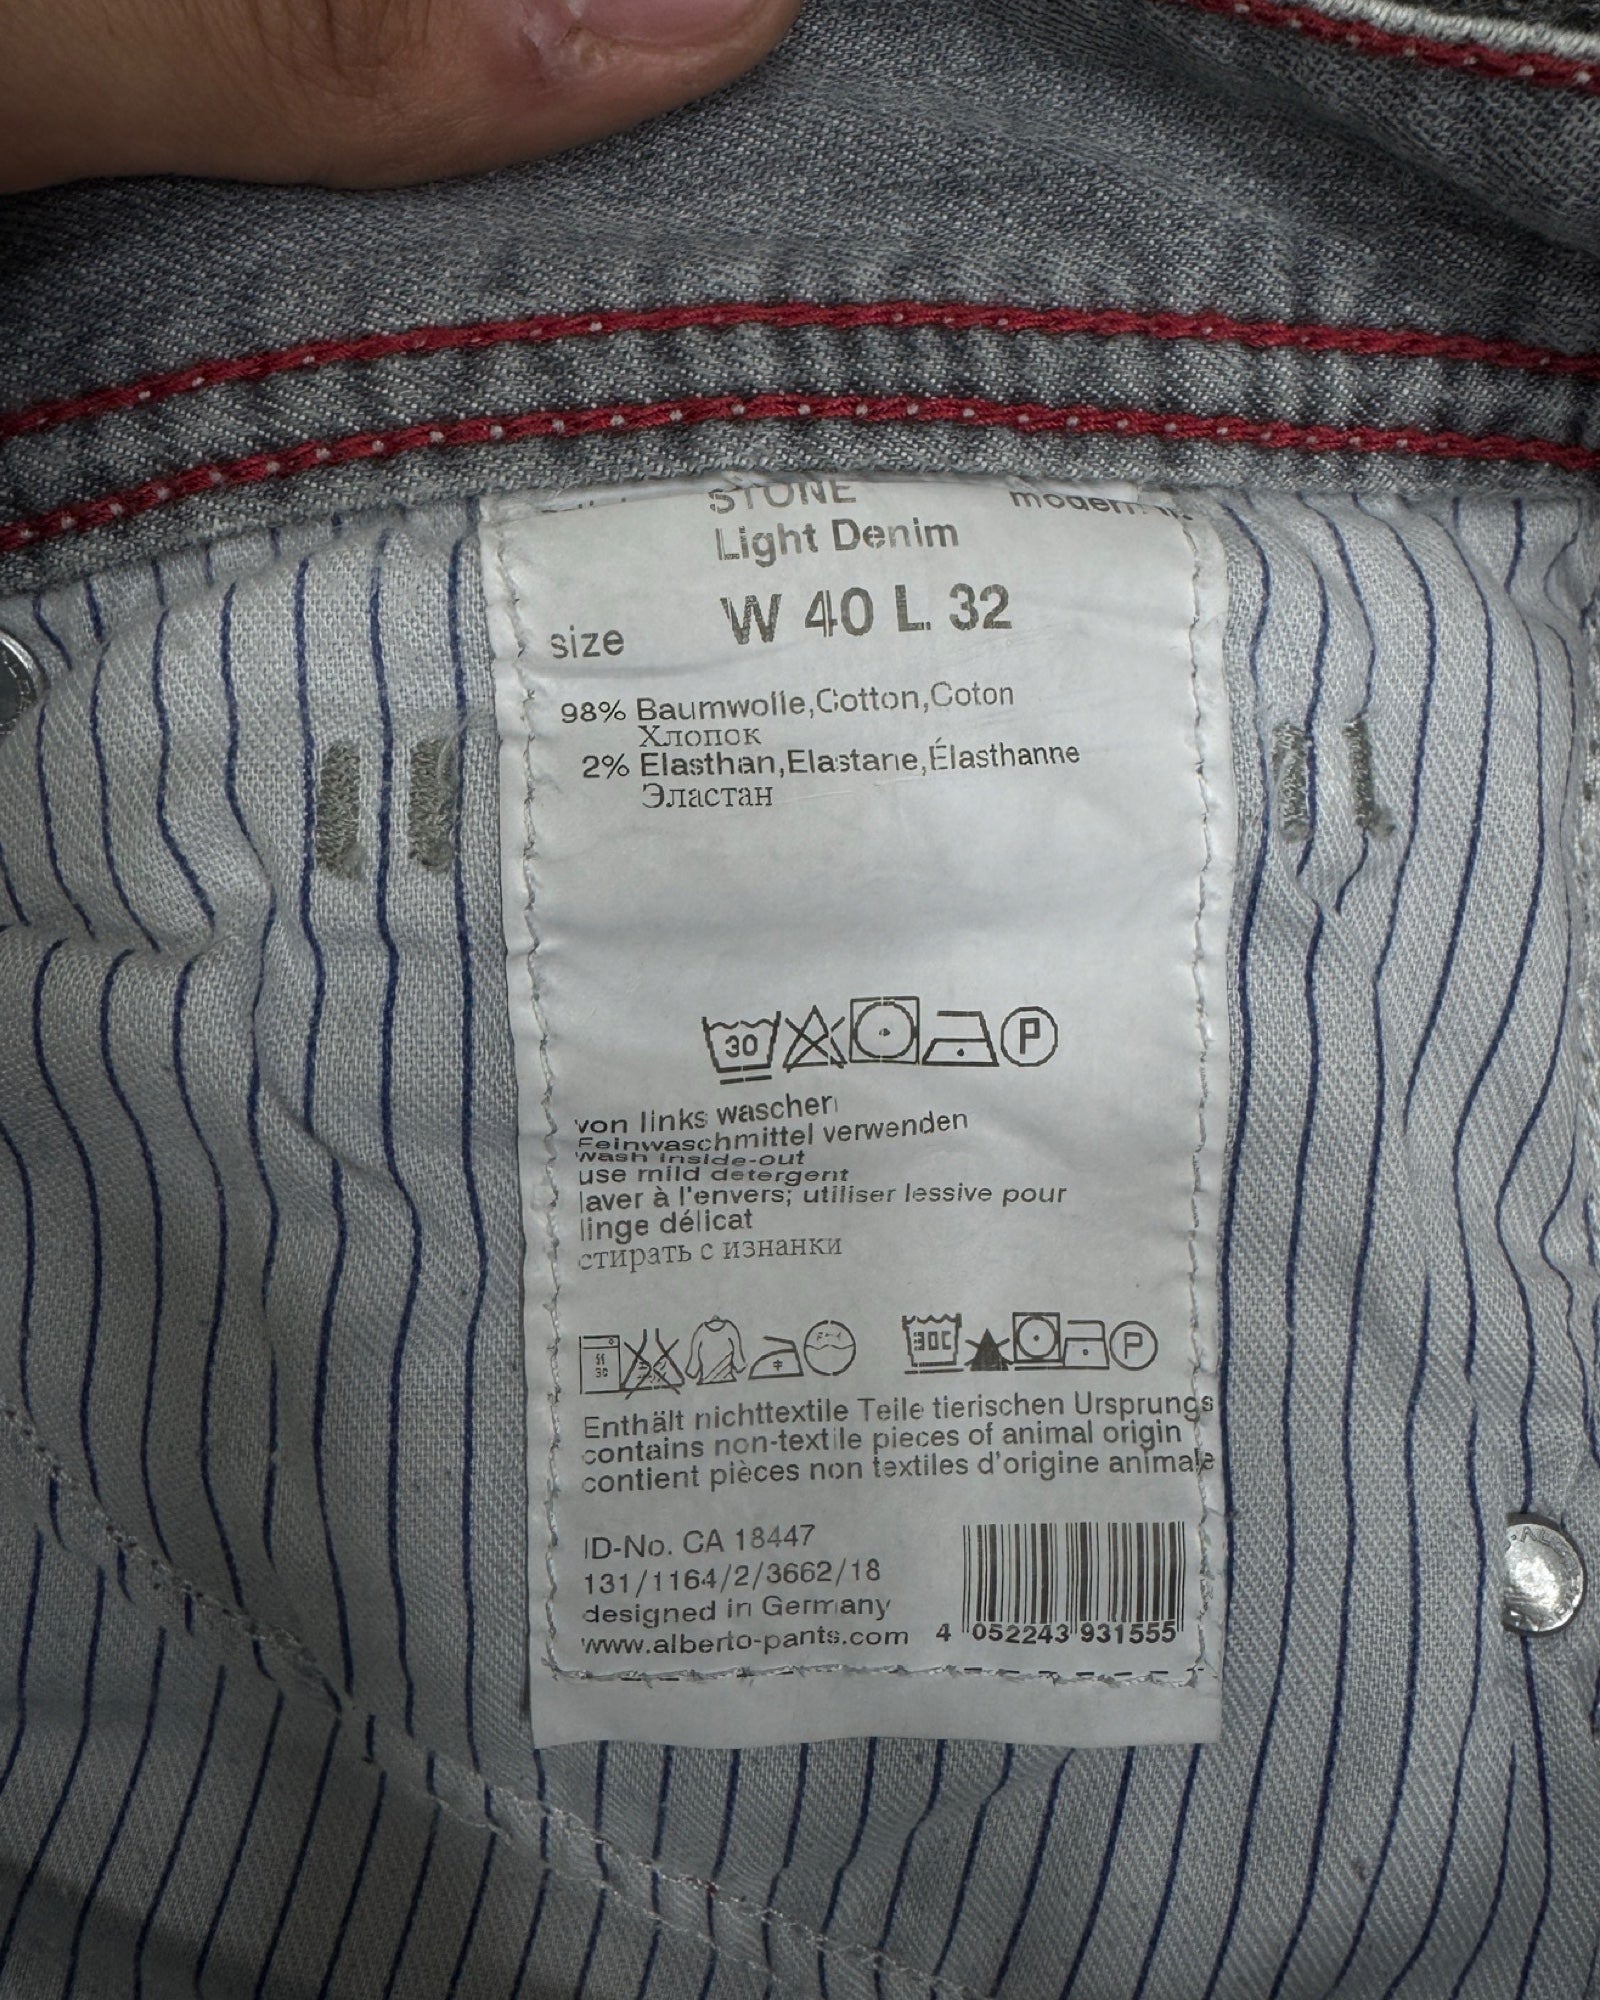 STONE modern
Light Denim
size W 40 L 32
98% Baumwolle,Cotton,Coton
Хлопок
2% Elasthan,Elastane,Élasthanne
Эластан
30 P
von links waschen
Feinwaschmittel verwenden
Wash inside-out
use mild detergent
laver à l'envers; utiliser lessive pour
linge délicat
стирать с изнанки
30 30C P
Enthält nichttextile Teile tierischen Ursprungs
contains non-textile pieces of animal origin
contient pièces non textiles d'origine animale
ID-No. CA 18447
131/1164/2/3662/18
designed in Germany
www.alberto-pants.com 4 052243 931555